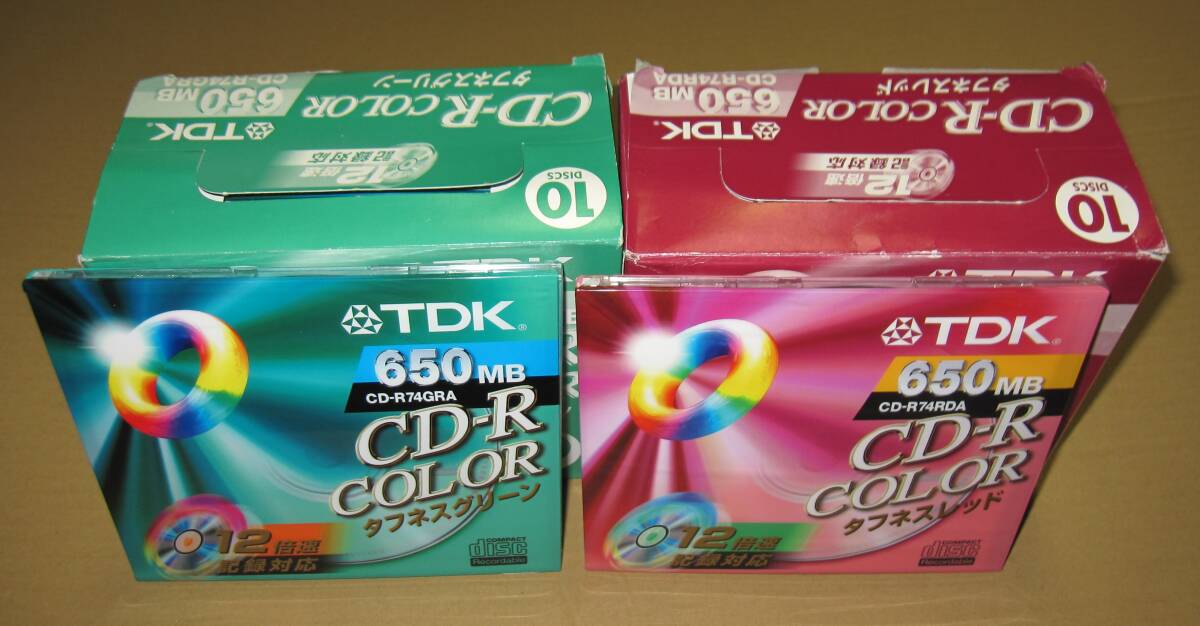 CD-R74GRA
タフネスグリーン
650 MB
CD-R COLOR
TDK
12倍速
記録対応
10
DISCS
CD-R74RDA
タフネスレッド
650 MB
CD-R COLOR
TDK
12倍速
記録対応
10
DISCS
TDK
650 MB
CD-R74GRA
CD-R
COLOR
タフネスグリーン
12倍速
記録対応
COMPACT
disc
Recordable
TDK
650 MB
CD-R74RDA
CD-R
COLOR
タフネスレッド
12倍速
記録対応
COMPACT
disc
Recordable